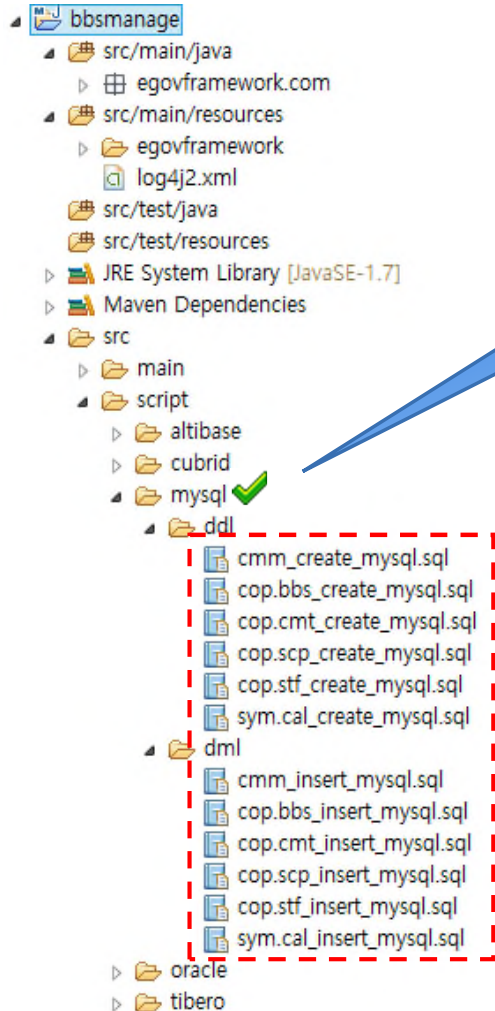 bbsmanage
src/main/java
egovframework.com
src/main/resources
egovframework
log4j2.xml
src/test/java
src/test/resources
JRE System Library [JavaSE-1.7]
Maven Dependencies
src
main
script
altibase
cubrid
mysql
ddl
cmm_create_mysql.sql
cop.bbs_create_mysql.sql
cop.cmt_create_mysql.sql
cop.scp_create_mysql.sql
cop.stf_create_mysql.sql
sym.cal_create_mysql.sql
dml
cmm_insert_mysql.sql
cop.bbs_insert_mysql.sql
cop.cmt_insert_mysql.sql
cop.scp_insert_mysql.sql
cop.stf_insert_mysql.sql
sym.cal_insert_mysql.sql
oracle
tibero